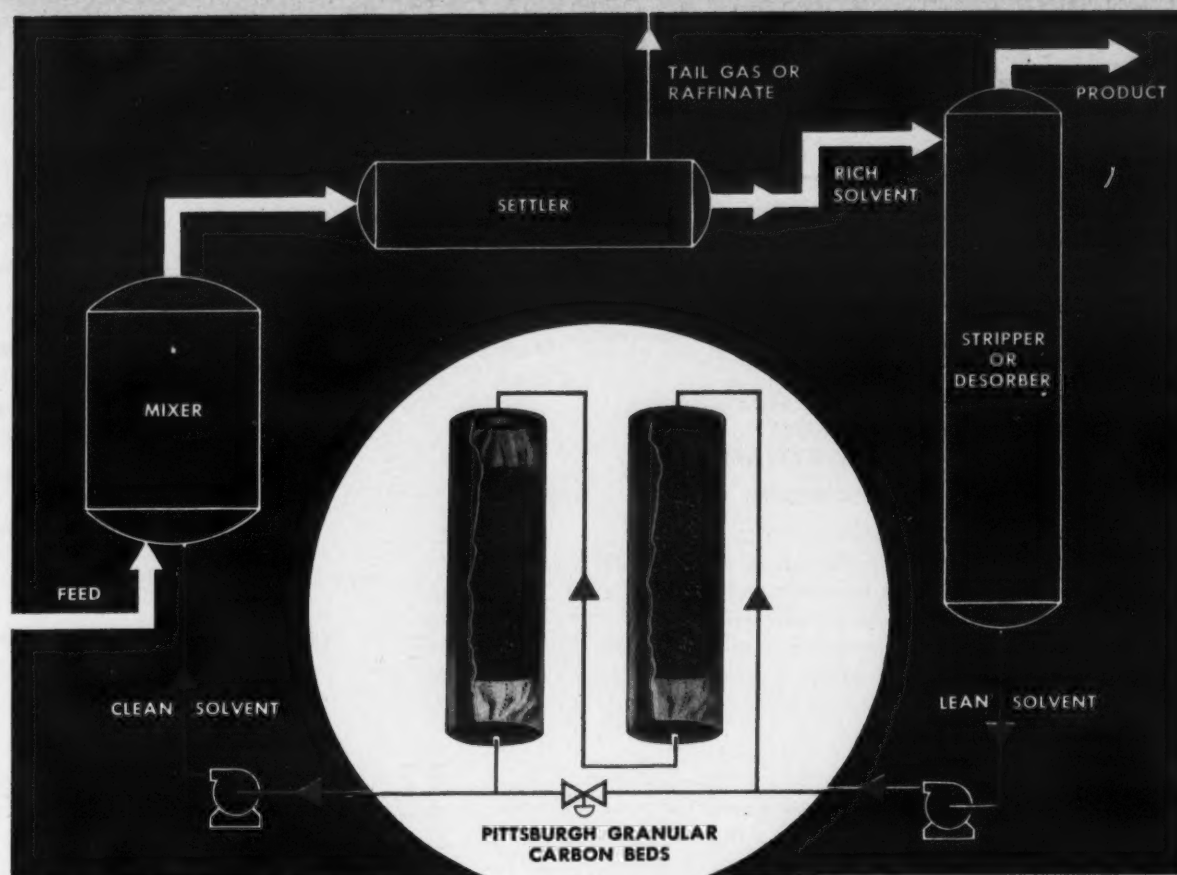 TAIL GAS OR
RAFFINATE
PRODUCT
RICH
SOLVENT
SETTLER
STRIPPER
OR
DESORBER
MIXER
FEED
CLEAN SOLVENT
LEAN SOLVENT
PITTSBURGH GRANULAR
CARBON BEDS